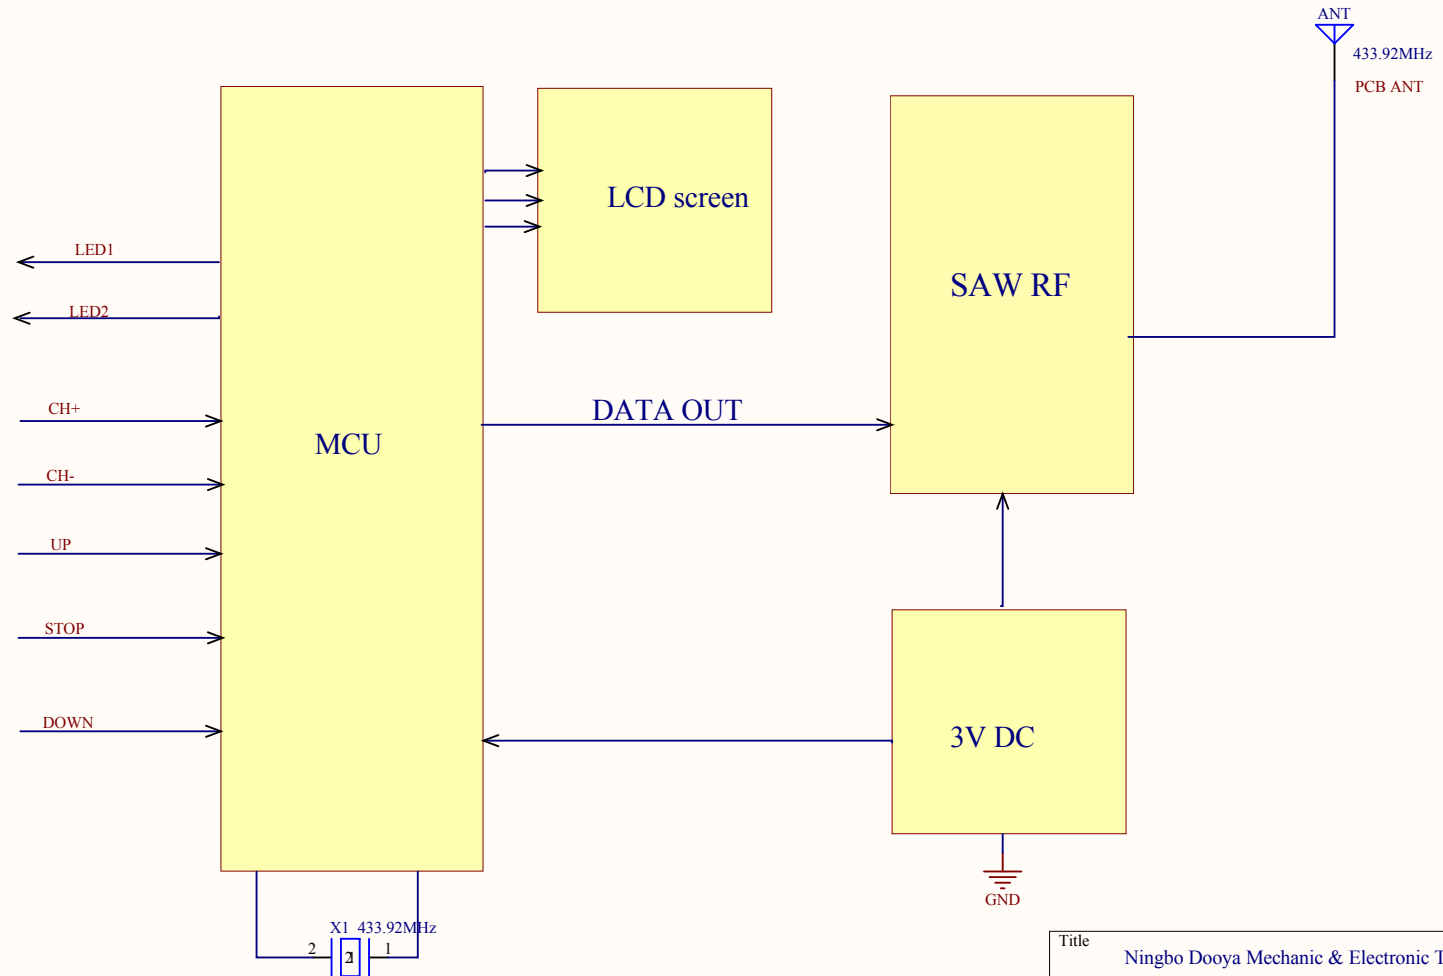 ANT
433.92MHz
PCB ANT
LCD screen
LED1
SAW RF
LED2
CH+
DATA OUT
MCU
CH-
UP
STOP
DOWN
3V DC
GND
X1 433.92MHz
2 1
Title
Ningbo Dooya Mechanic & Electronic T